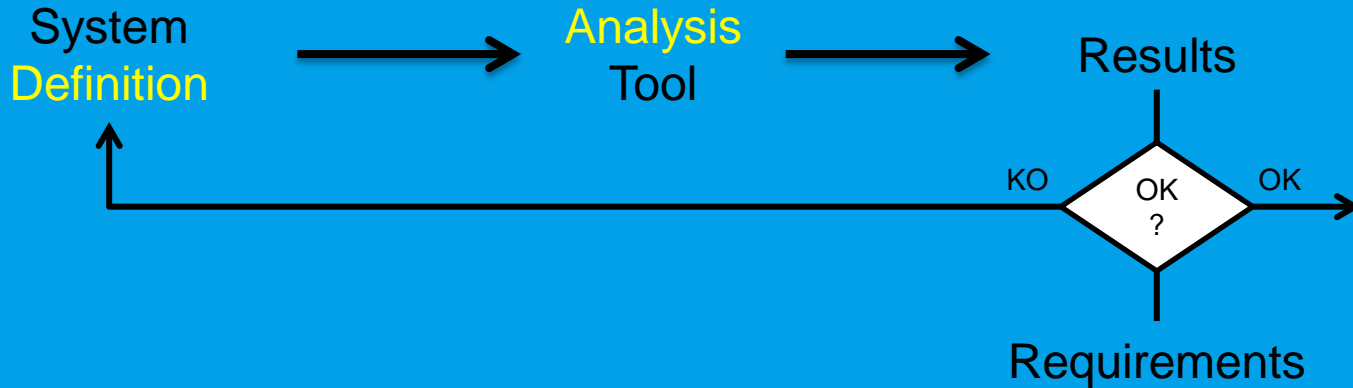 System
Definition
Analysis
Tool
Results
KO
OK
?
OK
Requirements